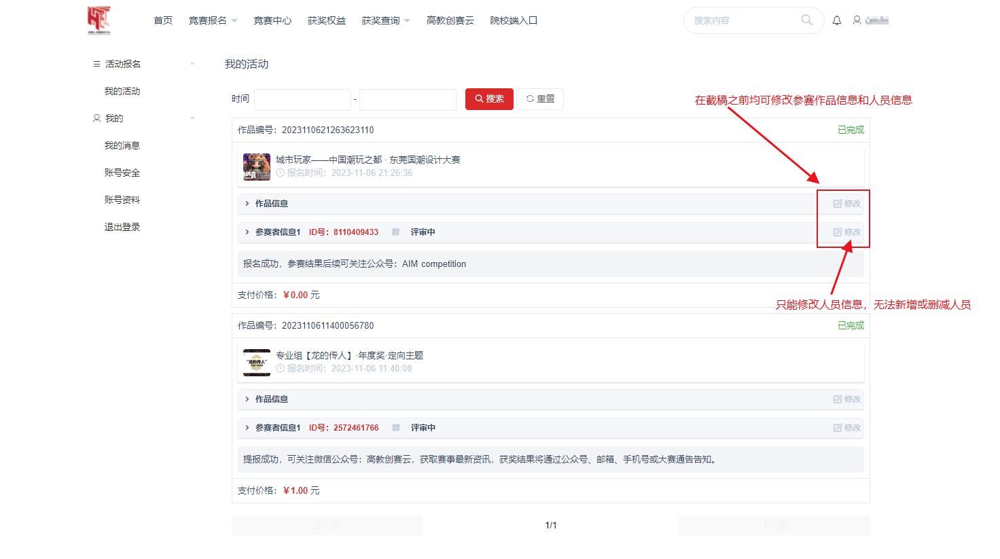 首页 竞赛报名 竞赛中心 获奖权益 获奖查询 高教创赛云 院校端入口 搜索内容
活动报名
我的活动
我的
我的消息
账号安全
账号资料
退出登录
我的活动
时间 - 搜索 重置
在截稿之前均可修改参赛作品信息和人员信息
作品编号：2023110621263623110 已完成
城市玩家——中国潮玩之都 · 东莞国潮设计大赛
报名时间：2023-11-06 21:26:36
作品信息 修改
参赛者信息1 ID号：8110409433 评审中 修改
报名成功，参赛结果后续可关注公众号：AIM competition
支付价格：￥0.00 元
只能修改人员信息，无法新增或删减人员
作品编号：2023110611400056780 已完成
"龙的传人"
专业组【龙的传人】·年度奖·定向主题
报名时间：2023-11-06 11:40:00
作品信息 修改
参赛者信息1 ID号：2572461766 评审中 修改
提报成功，可关注微信公众号：高教创赛云，获取赛事最新资讯，获奖结果将通过公众号、邮箱、手机号或大赛通告告知。
支付价格：￥1.00 元
上一页 1/1 下一页